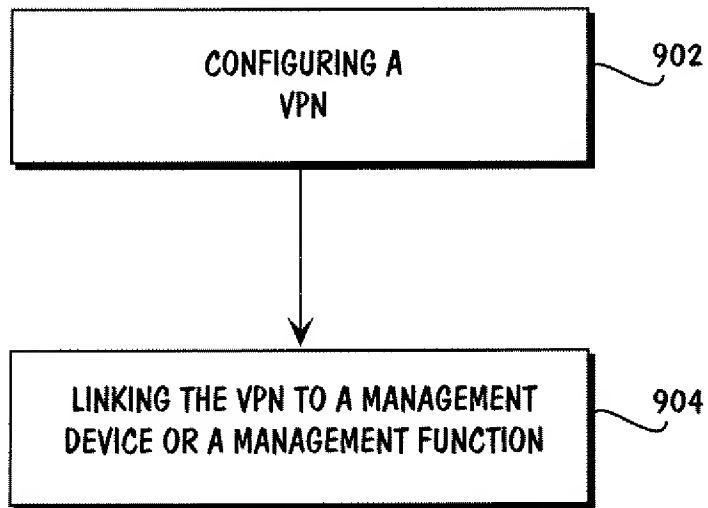 CONFIGURING A
VPN
902
LINKING THE VPN TO A MANAGEMENT
DEVICE OR A MANAGEMENT FUNCTION
904